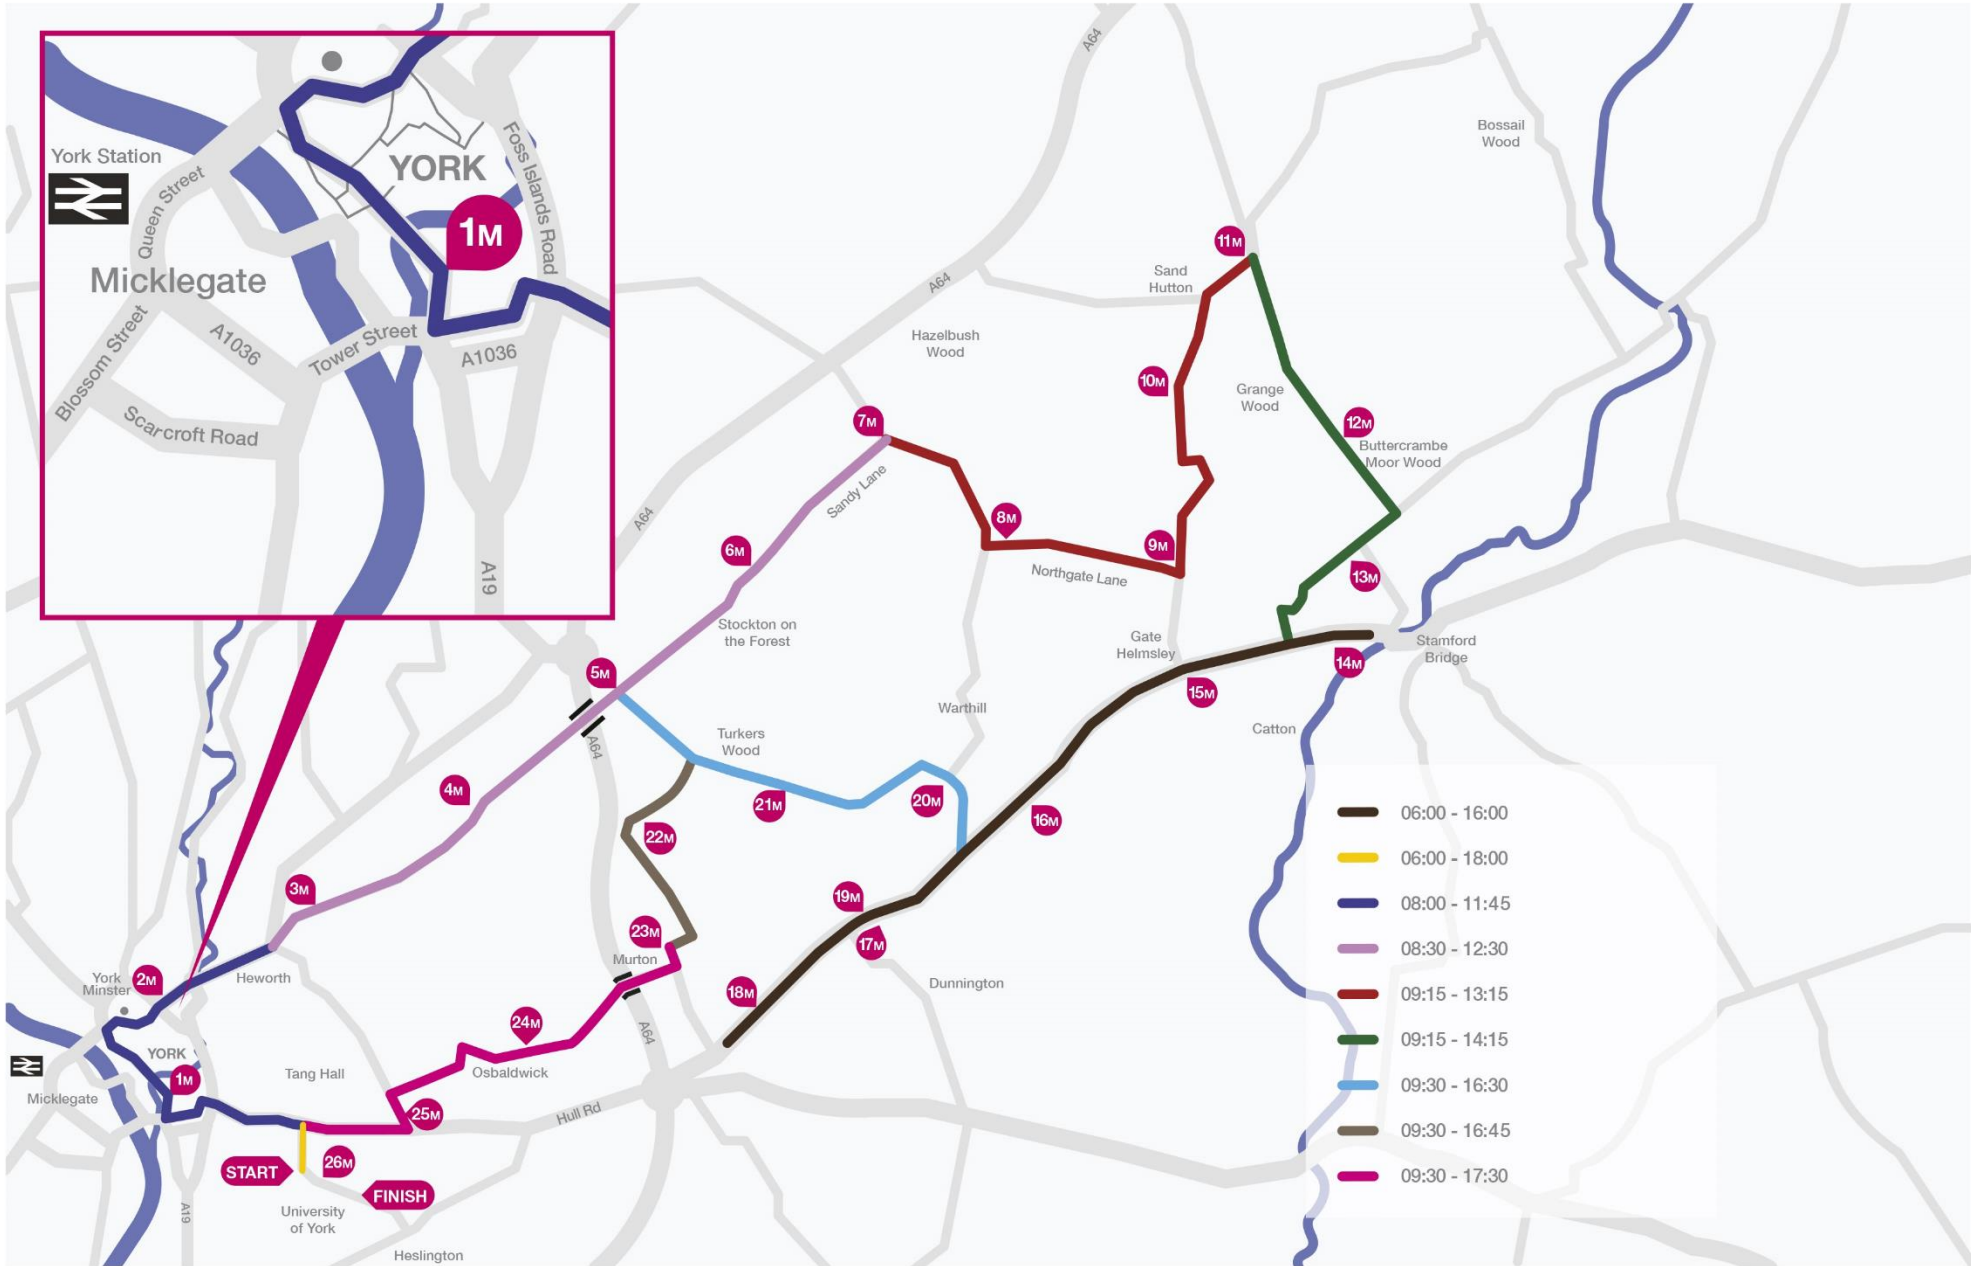 York Station
Queen Street
Micklegate
Blossom Street
A1036
Scarcroft Road
Tower Street
A1036
A19
YORK
1M
Foss Islands Road
A64
A64
A64
A64
A64
Bossall
Wood
Hazelbush
Wood
Sand
Hutton
11M
10M
Grange
Wood
12M
Buttercrambe
Moor Wood
7M
Sandy Lane
8M
9M
Northgate Lane
13M
6M
Stockton on
the Forest
Gate
Helmsley
Stamford
Bridge
14M
15M
5M
Turkers
Wood
Warthill
Catton
4M
21M
20M
16M
22M
3M
19M
17M
23M
Murton
18M
Dunnington
York
Minster
2M
Heworth
24M
Osbaldwick
YORK
1M
Tang Hall
Micklegate
25M
Hull Rd
26M
START
FINISH
University
of York
A19
Heslington
06:00 - 16:00
06:00 - 18:00
08:00 - 11:45
08:30 - 12:30
09:15 - 13:15
09:15 - 14:15
09:30 - 16:30
09:30 - 16:45
09:30 - 17:30